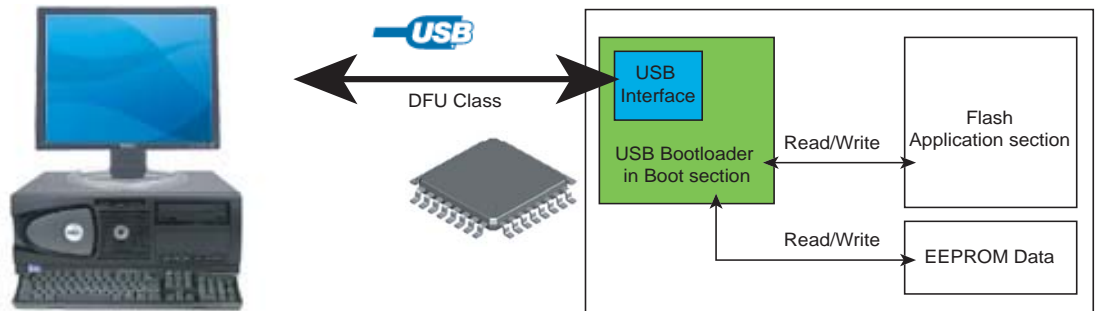 USB
DFU Class
USB
Interface
USB Bootloader
in Boot section
Read/Write
Flash
Application section
Read/Write
EEPROM Data